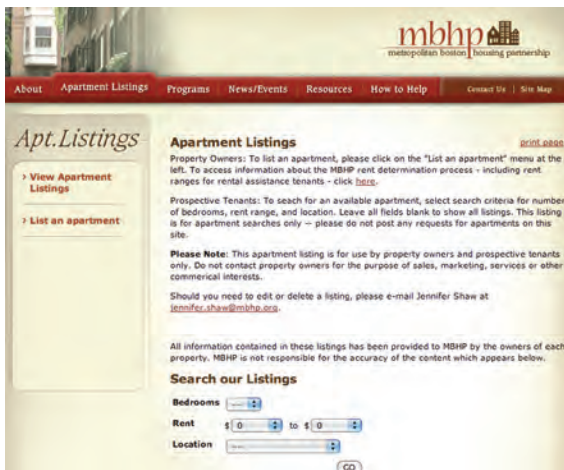 mbhp
metropolitan boston housing partnership
About Apartment Listings Programs News/Events Resources How to Help Contact Us | Site Map
Apt.Listings
› View Apartment
Listings
› List an apartment
Apartment Listings print page
Property Owners: To list an apartment, please click on the "List an apartment" menu at the
left. To access information about the MBHP rent determination process - including rent
ranges for rental assistance tenants - click here.
Prospective Tenants: To seach for an available apartment, select search criteria for number
of bedrooms, rent range, and location. Leave all fields blank to show all listings. This listing
is for apartment searches only — please do not post any requests for apartments on this
site.
Please Note: This apartment listing is for use by property owners and prospective tenants
only. Do not contact property owners for the purpose of sales, marketing, services or other
commerical interests.
Should you need to edit or delete a listing, please e-mail Jennifer Shaw at
jennifer.shaw@mbhp.org.
All information contained in these listings has been provided to MBHP by the owners of each
property. MBHP is not responsible for the accuracy of the content which appears below.
Search our Listings
Bedrooms ---
Rent $ 0 to $ 0
Location ---
GO